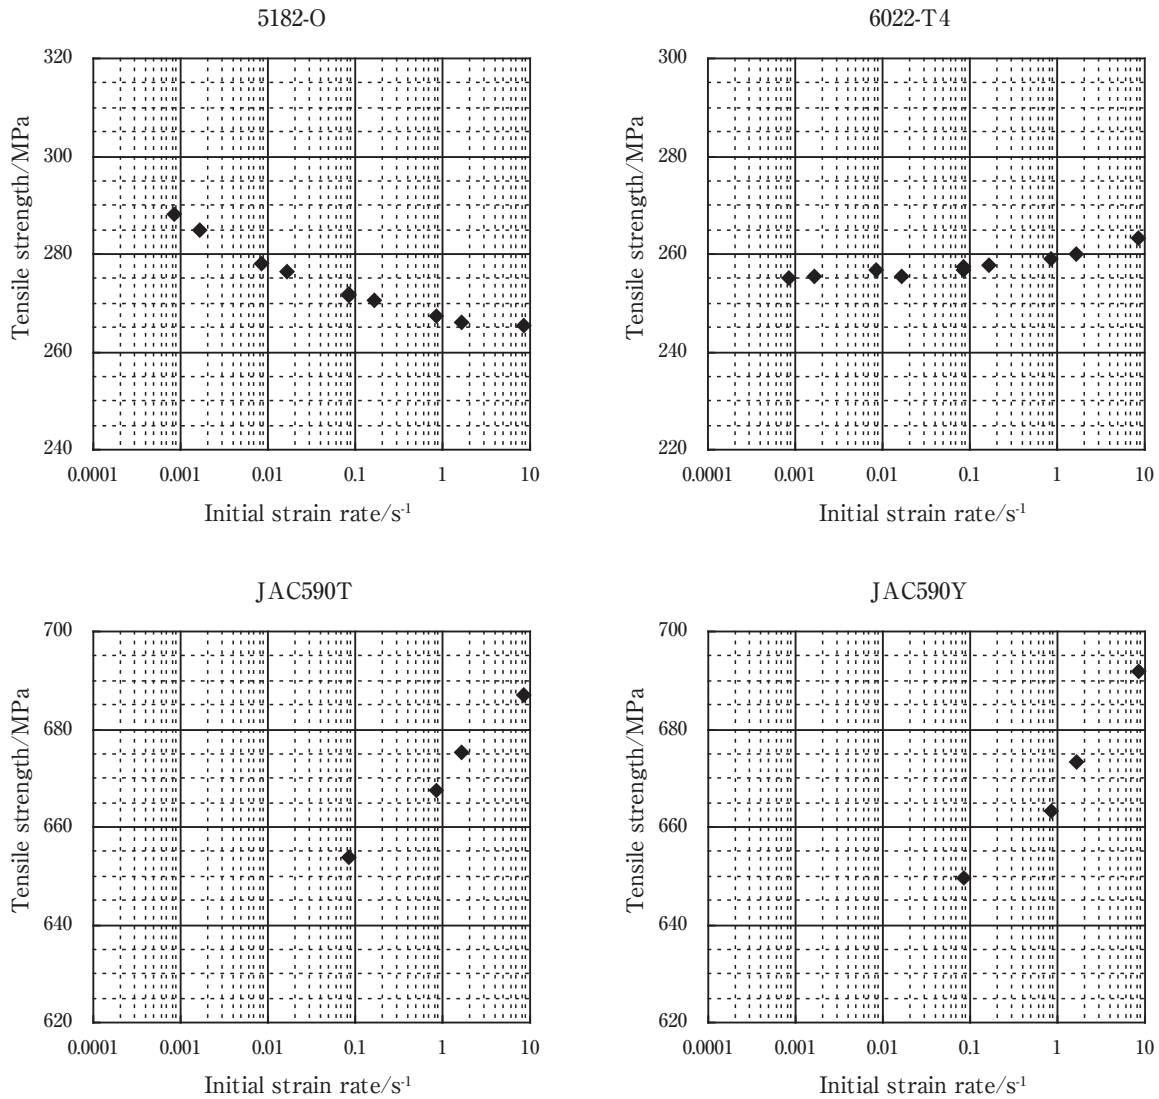 5182-O
320
300
280
260
240
0.0001 0.001 0.01 0.1 1 10
Tensile strength/MPa
Initial strain rate/s⁻¹
6022-T4
300
280
260
240
220
0.0001 0.001 0.01 0.1 1 10
Tensile strength/MPa
Initial strain rate/s⁻¹
JAC590T
700
680
660
640
620
0.0001 0.001 0.01 0.1 1 10
Tensile strength/MPa
Initial strain rate/s⁻¹
JAC590Y
700
680
660
640
620
0.0001 0.001 0.01 0.1 1 10
Tensile strength/MPa
Initial strain rate/s⁻¹